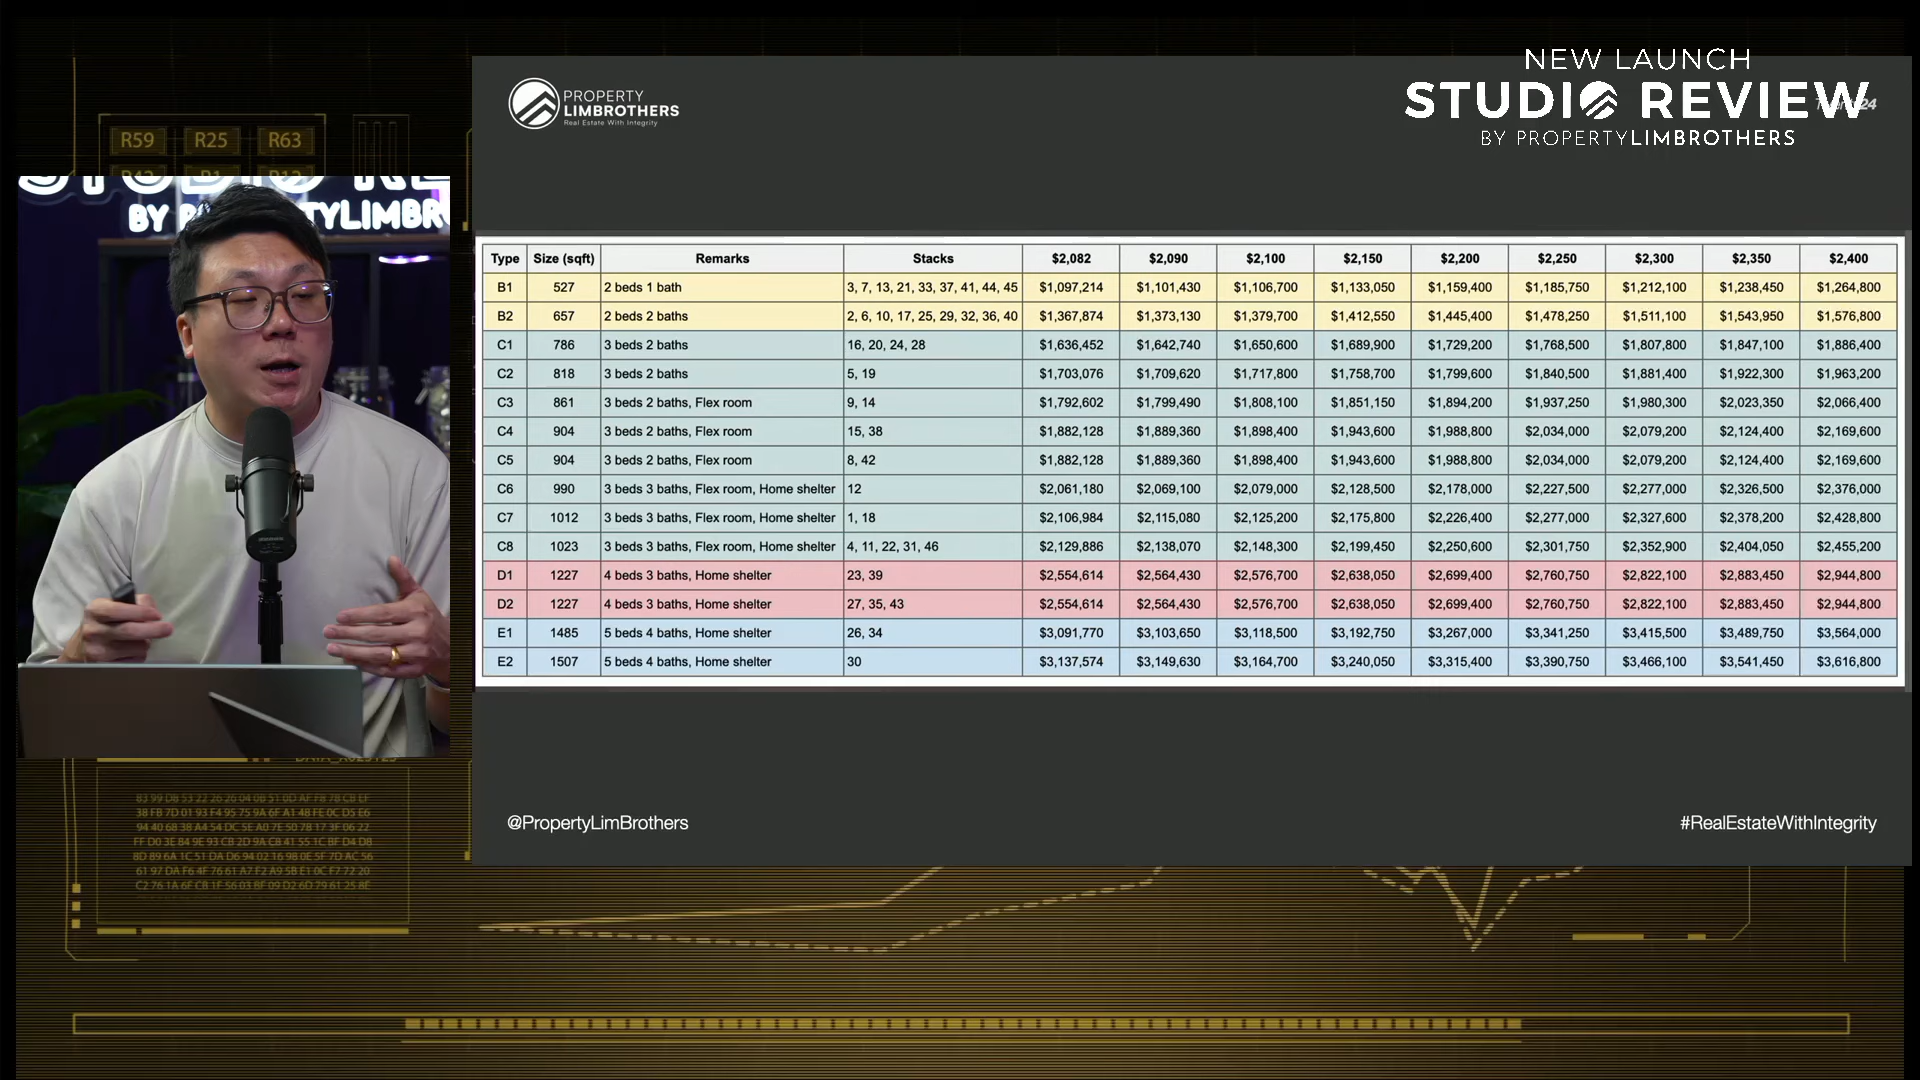 NEW LAUNCH
STUDIO REVIEW
BY PROPERTYLIMBROTHERS
PROPERTY
LIMBROTHERS
Real Estate With Integrity
R59 R25 R63
BY
Type Size (sqft) Remarks Stacks $2,082 $2,090 $2,100 $2,150 $2,200 $2,250 $2,300 $2,350 $2,400
B1 527 2 beds 1 bath 3, 7, 13, 21, 33, 37, 41, 44, 45 $1,097,214 $1,101,430 $1,106,700 $1,133,050 $1,159,400 $1,185,750 $1,212,100 $1,238,450 $1,264,800
B2 657 2 beds 2 baths 2, 6, 10, 17, 25, 29, 32, 36, 40 $1,367,874 $1,373,130 $1,379,700 $1,412,550 $1,445,400 $1,478,250 $1,511,100 $1,543,950 $1,576,800
C1 786 3 beds 2 baths 16, 20, 24, 28 $1,636,452 $1,642,740 $1,650,600 $1,689,900 $1,729,200 $1,768,500 $1,807,800 $1,847,100 $1,886,400
C2 818 3 beds 2 baths 5, 19 $1,703,076 $1,709,620 $1,717,800 $1,758,700 $1,799,600 $1,840,500 $1,881,400 $1,922,300 $1,963,200
C3 861 3 beds 2 baths, Flex room 9, 14 $1,792,602 $1,799,490 $1,808,100 $1,851,150 $1,894,200 $1,937,250 $1,980,300 $2,023,350 $2,066,400
C4 904 3 beds 2 baths, Flex room 15, 38 $1,882,128 $1,889,360 $1,898,400 $1,943,600 $1,988,800 $2,034,000 $2,079,200 $2,124,400 $2,169,600
C5 904 3 beds 2 baths, Flex room 8, 42 $1,882,128 $1,889,360 $1,898,400 $1,943,600 $1,988,800 $2,034,000 $2,079,200 $2,124,400 $2,169,600
C6 990 3 beds 3 baths, Flex room, Home shelter 12 $2,061,180 $2,069,100 $2,079,000 $2,128,500 $2,178,000 $2,227,500 $2,277,000 $2,326,500 $2,376,000
C7 1012 3 beds 3 baths, Flex room, Home shelter 1, 18 $2,106,984 $2,115,080 $2,125,200 $2,175,800 $2,226,400 $2,277,000 $2,327,600 $2,378,200 $2,428,800
C8 1023 3 beds 3 baths, Flex room, Home shelter 4, 11, 22, 31, 46 $2,129,886 $2,138,070 $2,148,300 $2,199,450 $2,250,600 $2,301,750 $2,352,900 $2,404,050 $2,455,200
D1 1227 4 beds 3 baths, Home shelter 23, 39 $2,554,614 $2,564,430 $2,576,700 $2,638,050 $2,699,400 $2,760,750 $2,822,100 $2,883,450 $2,944,800
D2 1227 4 beds 3 baths, Home shelter 27, 35, 43 $2,554,614 $2,564,430 $2,576,700 $2,638,050 $2,699,400 $2,760,750 $2,822,100 $2,883,450 $2,944,800
E1 1485 5 beds 4 baths, Home shelter 26, 34 $3,091,770 $3,103,650 $3,118,500 $3,192,750 $3,267,000 $3,341,250 $3,415,500 $3,489,750 $3,564,000
E2 1507 5 beds 4 baths, Home shelter 30 $3,137,574 $3,149,630 $3,164,700 $3,240,050 $3,315,400 $3,390,750 $3,466,100 $3,541,450 $3,616,800
@PropertyLimBrothers
#RealEstateWithIntegrity